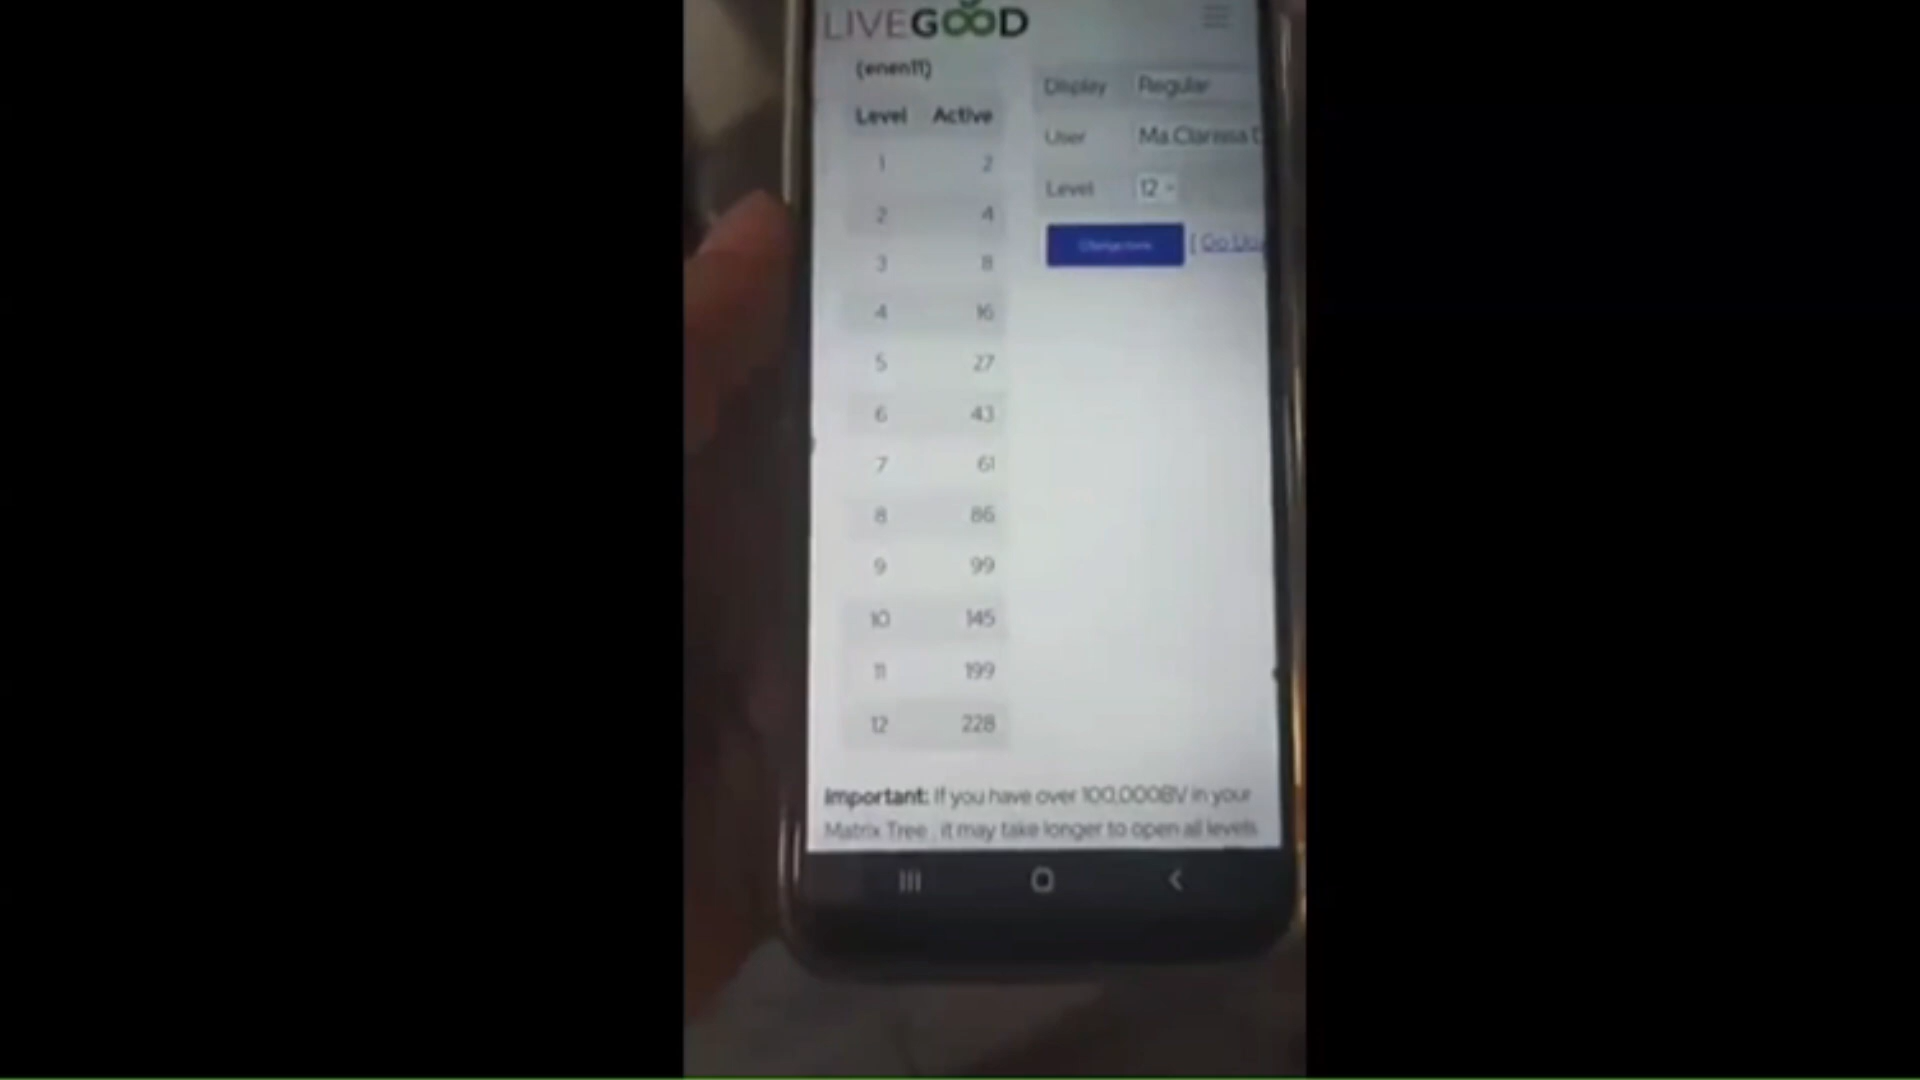 LIVEGOOD
(enen11)
Level Active
1 2
2 4
3 8
4 16
5 27
6 43
7 61
8 86
9 99
10 145
11 199
12 228
Display Regular
User Ma.Clarissa
Level 12
[ Go
Important: If you have over 100,000BV in your
Matrix Tree , it may take longer to open all levels